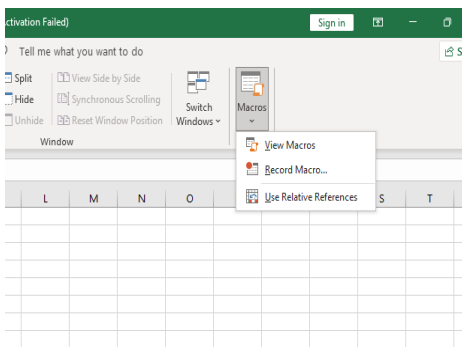 ctivation Failed)
Sign in
Tell me what you want to do
S
Split
View Side by Side
Hide
Synchronous Scrolling
Unhide
Reset Window Position
Switch
Windows
Macros
Window
View Macros
Record Macro...
Use Relative References
L M N O S T